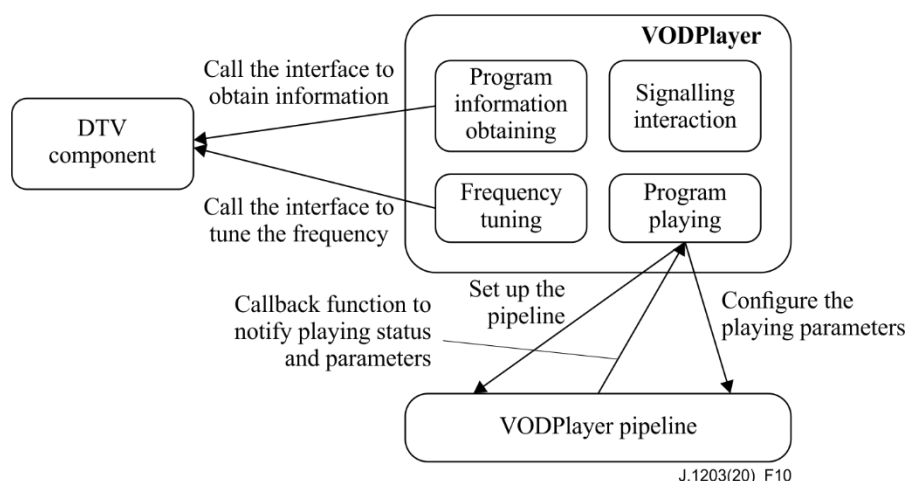 VODPlayer
Call the interface to
obtain information
Program
information
obtaining
Signalling
interaction
DTV
component
Call the interface to
tune the frequency
Frequency
tuning
Program
playing
Callback function to
notify playing status
and parameters
Set up the
pipeline
Configure the
playing parameters
VODPlayer pipeline
J.1203(20)_F10